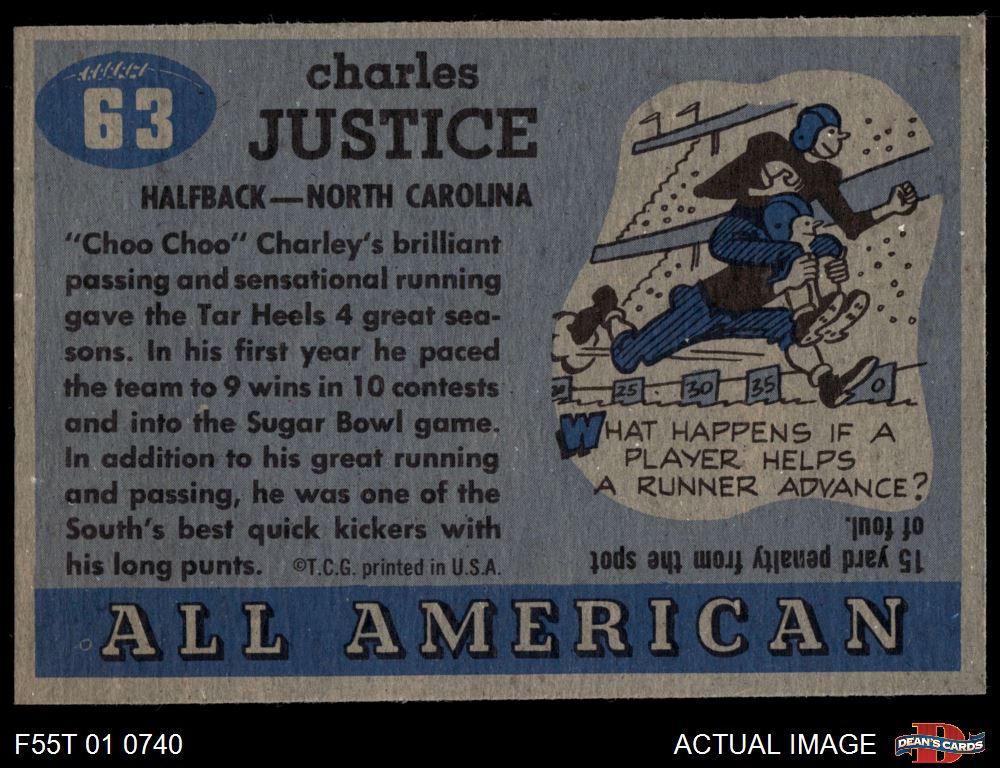 63
charles
JUSTICE
HALFBACK—NORTH CAROLINA
"Choo Choo" Charley's brilliant
passing and sensational running
gave the Tar Heels 4 great sea-
sons. In his first year he paced
the team to 9 wins in 10 contests
and into the Sugar Bowl game.
In addition to his great running
and passing, he was one of the
South's best quick kickers with
his long punts. ©T.C.G. printed in U.S.A.
25 30 35 0
WHAT HAPPENS IF A
PLAYER HELPS
A RUNNER ADVANCE?
15 yard penalty from the spot
of foul.
ALL AMERICAN
F55T 01 0740
ACTUAL IMAGE
DEAN'S CARDS